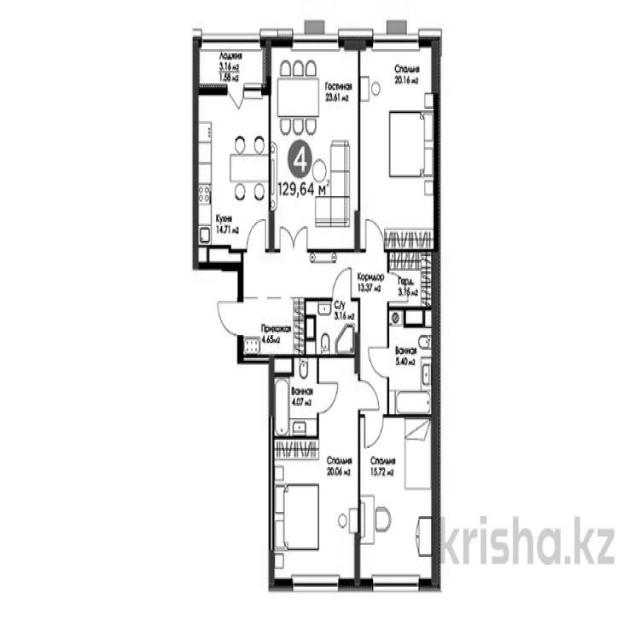 Лоджия
3.16 м2
1.58 м2
Гостиная
23.61 м2
Спальня
20.16 м2
4
129,64 м2
Кухня
14.71 м2
Коридор
13.37 м2
Гард.
3.16 м2
С/у
3.16 м2
Прихожая
4.65м2
Ванная
5.40 м2
Ванная
4.07 м2
Спальня
20.06 м2
Спальня
15.72 м2
krisha.kz